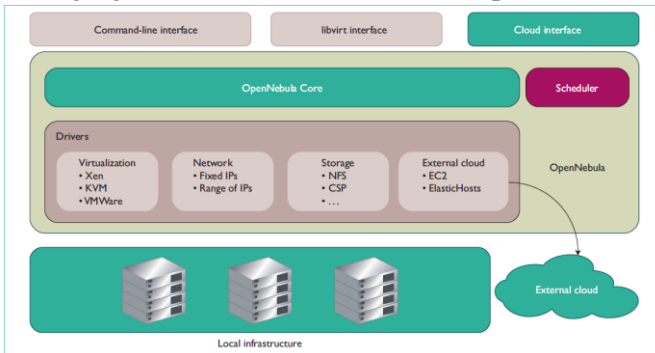 Command-line interface
libvirt interface
Cloud interface
OpenNebula Core
Scheduler
Drivers
Virtualization
• Xen
• KVM
• VMWare
Network
• Fixed IPs
• Range of IPs
Storage
• NFS
• CSP
• . . .
External cloud
• EC2
• ElasticHosts
OpenNebula
External cloud
Local infrastructure